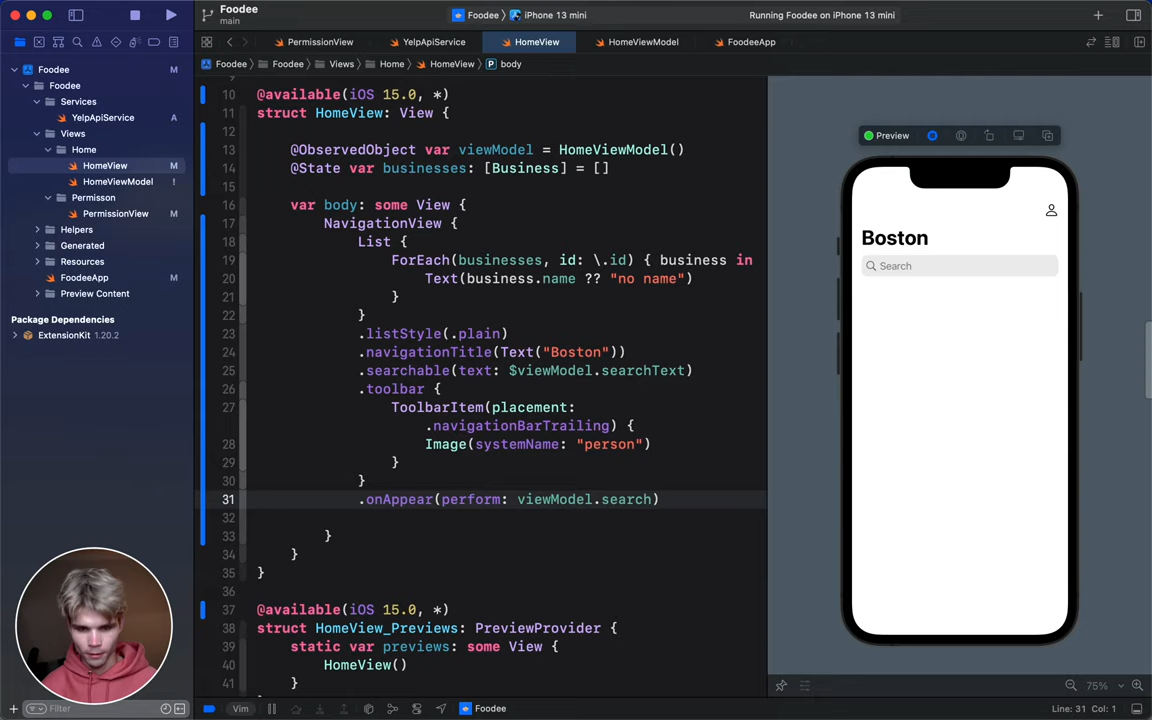 Foodee
main
Foodee
iPhone 13 mini
Running Foodee on iPhone 13 mini
PermissionView
YelpApiService
HomeView
HomeViewModel
FoodeeApp
Foodee
Foodee
Views
Home
HomeView
P
body
Foodee
M
Foodee
Services
YelpApiService
A
Views
Home
HomeView
M
HomeViewModel
!
Permisson
PermissionView
M
Helpers
Generated
Resources
FoodeeApp
M
Preview Content
Package Dependencies
ExtensionKit 1.20.2
Filter
9
10 @available(iOS 15.0, *)
11 struct HomeView: View {
12
13 @ObservedObject var viewModel = HomeViewModel()
14 @State var businesses: [Business] = []
15
16 var body: some View {
17 NavigationView {
18 List {
19 ForEach(businesses, id: \.id) { business in
20 Text(business.name ?? "no name")
21 }
22 }
23 .listStyle(.plain)
24 .navigationTitle(Text("Boston"))
25 .searchable(text: $viewModel.searchText)
26 .toolbar {
27 ToolbarItem(placement:
.navigationBarTrailing) {
28 Image(systemName: "person")
29 }
30 }
31 .onAppear(perform: viewModel.search)
32
33 }
34 }
35 }
36
37 @available(iOS 15.0, *)
38 struct HomeView_Previews: PreviewProvider {
39 static var previews: some View {
40 HomeView()
41 }
Preview
Boston
Search
75%
Vim
Foodee
Line: 31 Col: 1